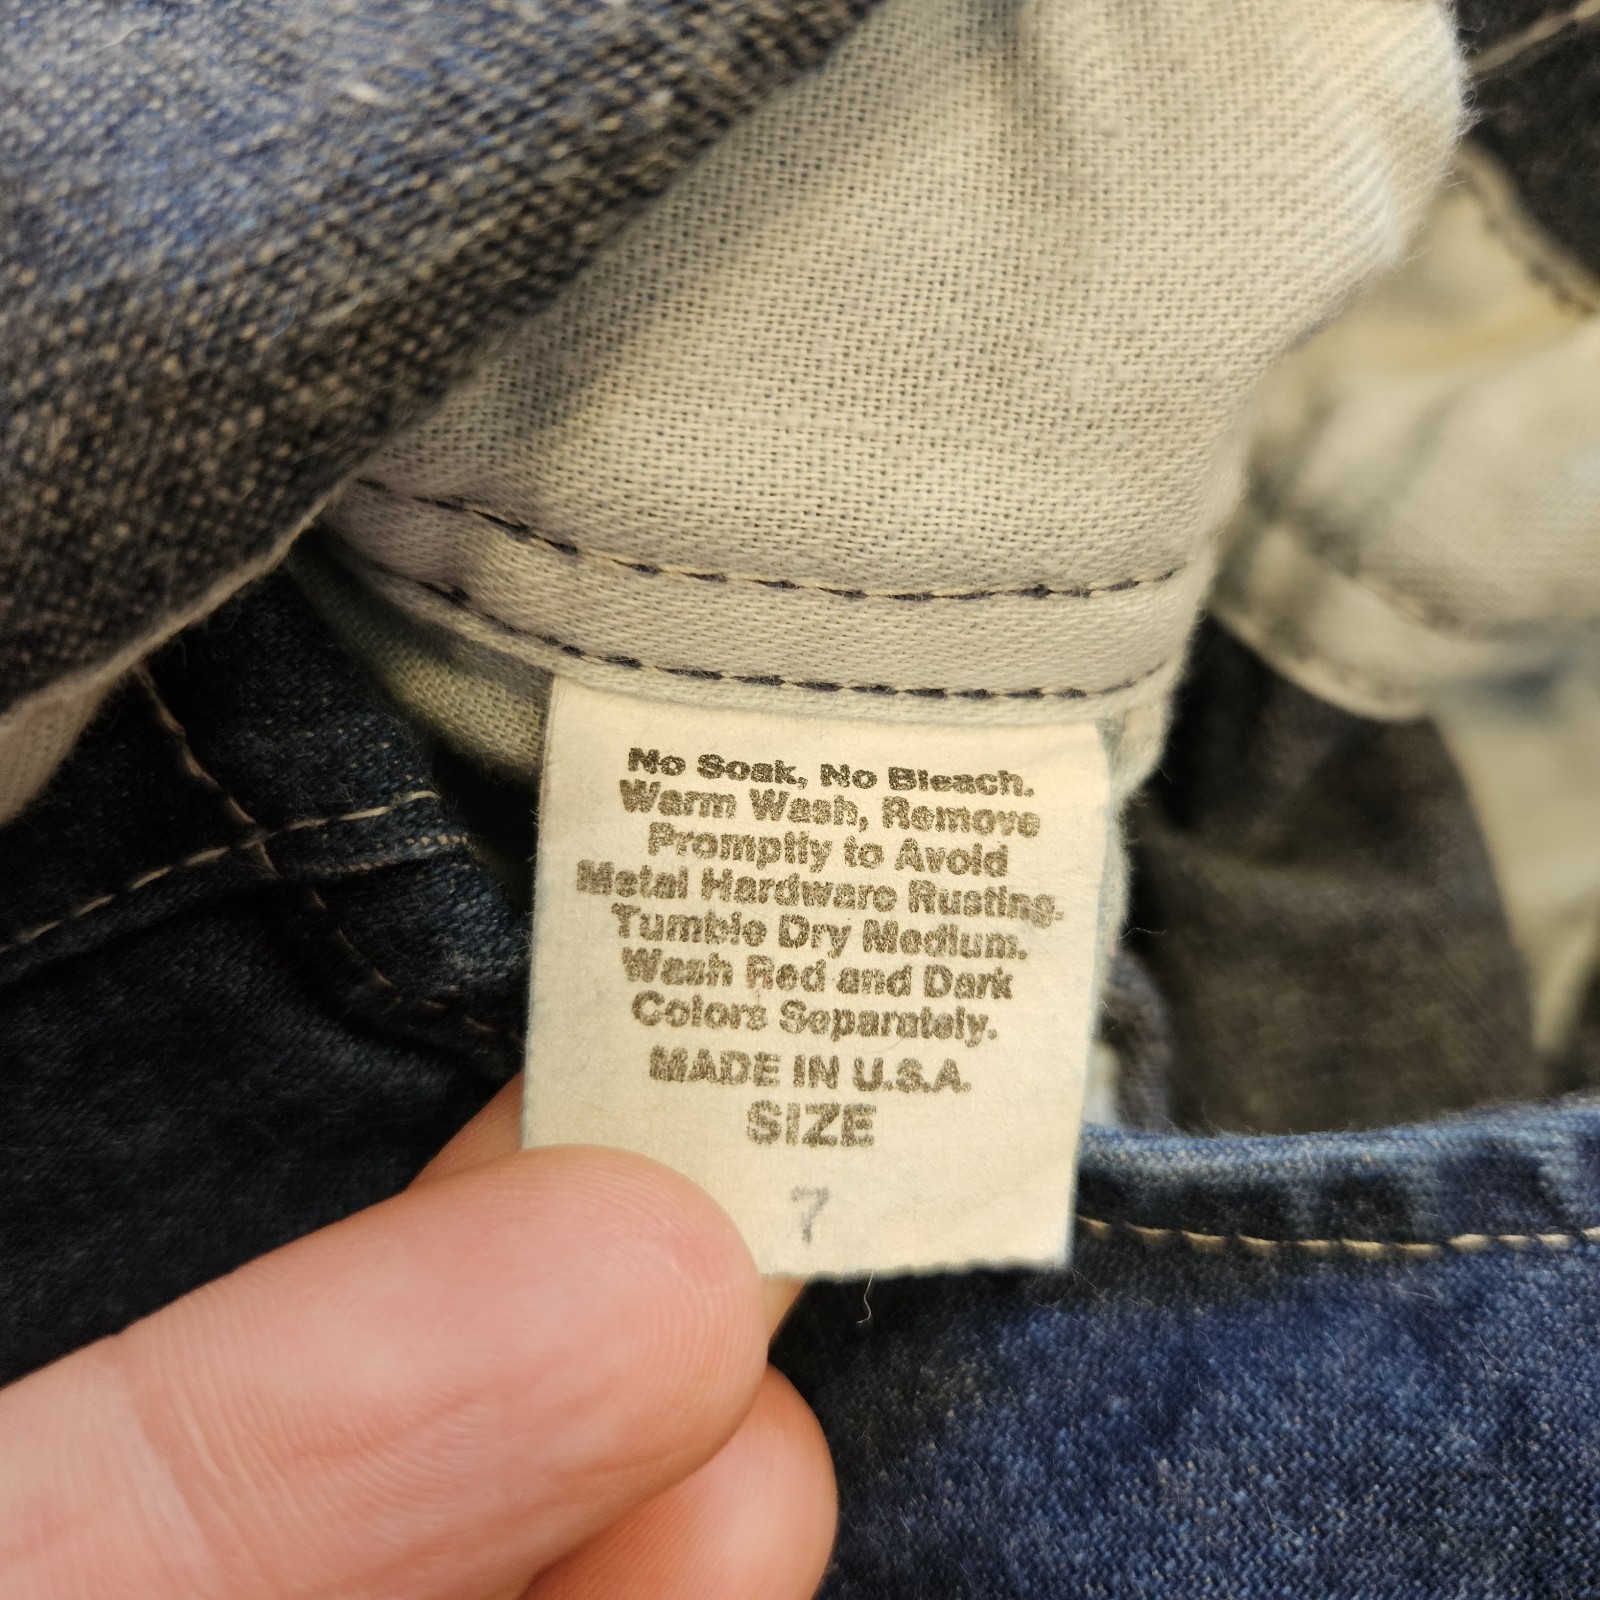 No Soak, No Bleach.
Warm Wash, Remove
Promptly to Avoid
Metal Hardware Rusting.
Tumble Dry Medium.
Wash Red and Dark
Colors Separately.
MADE IN U.S.A.
SIZE
7